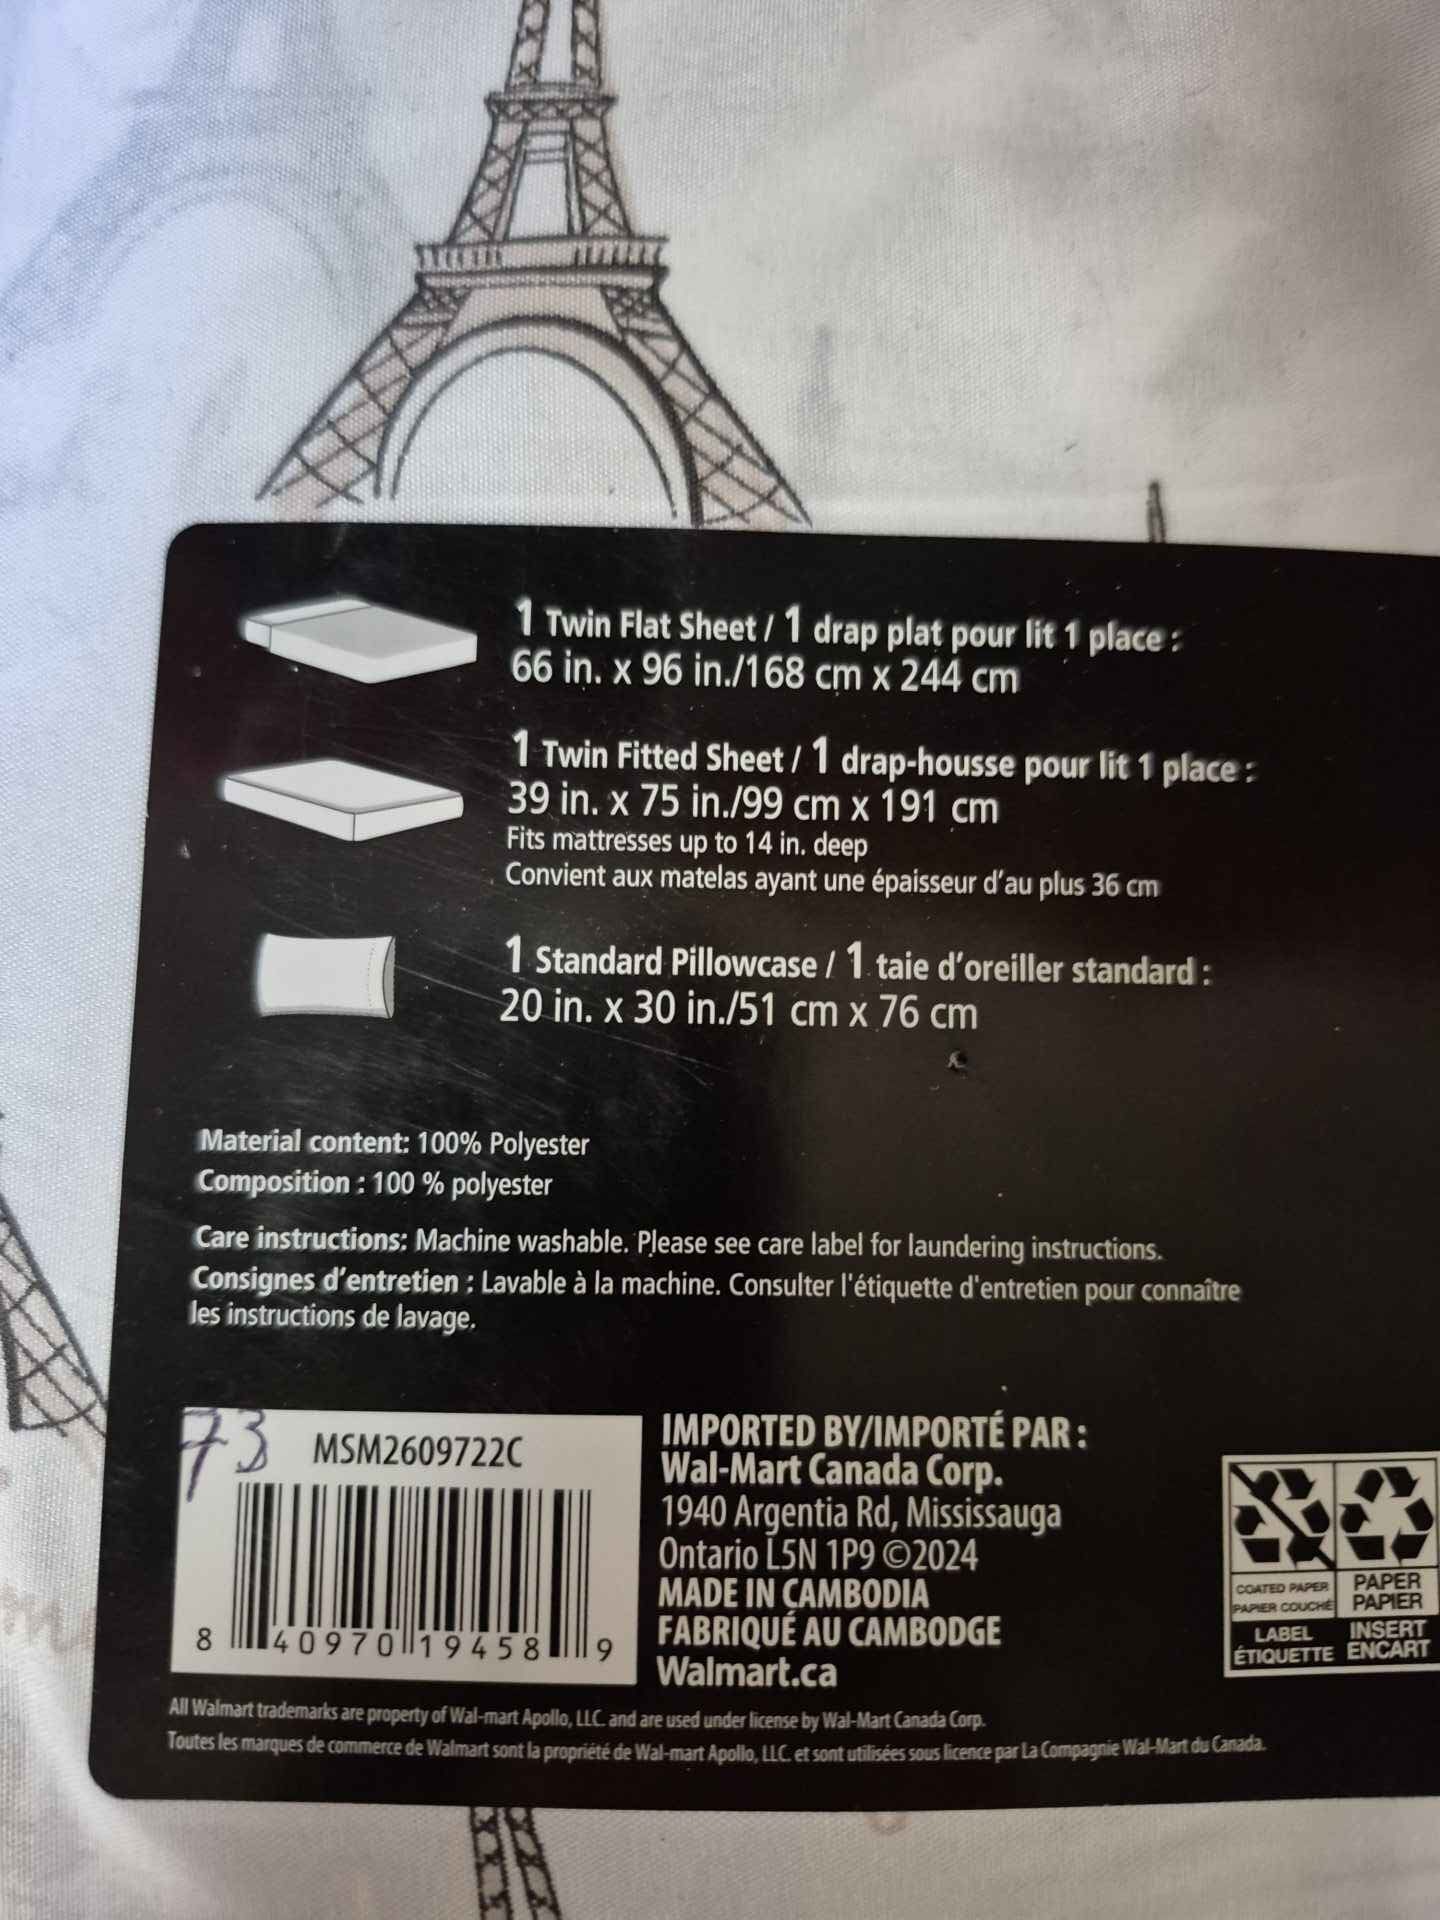 1 Twin Flat Sheet / 1 drap plat pour lit 1 place :
66 in. x 96 in./168 cm x 244 cm
1 Twin Fitted Sheet / 1 drap-housse pour lit 1 place :
39 in. x 75 in./99 cm x 191 cm
Fits mattresses up to 14 in. deep
Convient aux matelas ayant une épaisseur d'au plus 36 cm
1 Standard Pillowcase / 1 taie d'oreiller standard :
20 in. x 30 in./51 cm x 76 cm
Material content: 100% Polyester
Composition : 100 % polyester
Care instructions: Machine washable. Please see care label for laundering instructions.
Consignes d'entretien : Lavable à la machine. Consulter l'étiquette d'entretien pour connaître
les instructions de lavage.
73
MSM2609722C
8 40970 19458 9
IMPORTED BY/IMPORTÉ PAR :
Wal-Mart Canada Corp.
1940 Argentia Rd, Mississauga
Ontario L5N 1P9 ©2024
MADE IN CAMBODIA
FABRIQUÉ AU CAMBODGE
Walmart.ca
COATED PAPER
PAPIER COUCHÉ
LABEL
ÉTIQUETTE
PAPER
PAPIER
INSERT
ENCART
All Walmart trademarks are property of Wal-mart Apollo, LLC. and are used under license by Wal-Mart Canada Corp.
Toutes les marques de commerce de Walmart sont la propriété de Wal-mart Apollo, LLC. et sont utilisées sous licence par La Compagnie Wal-Mart du Canada.